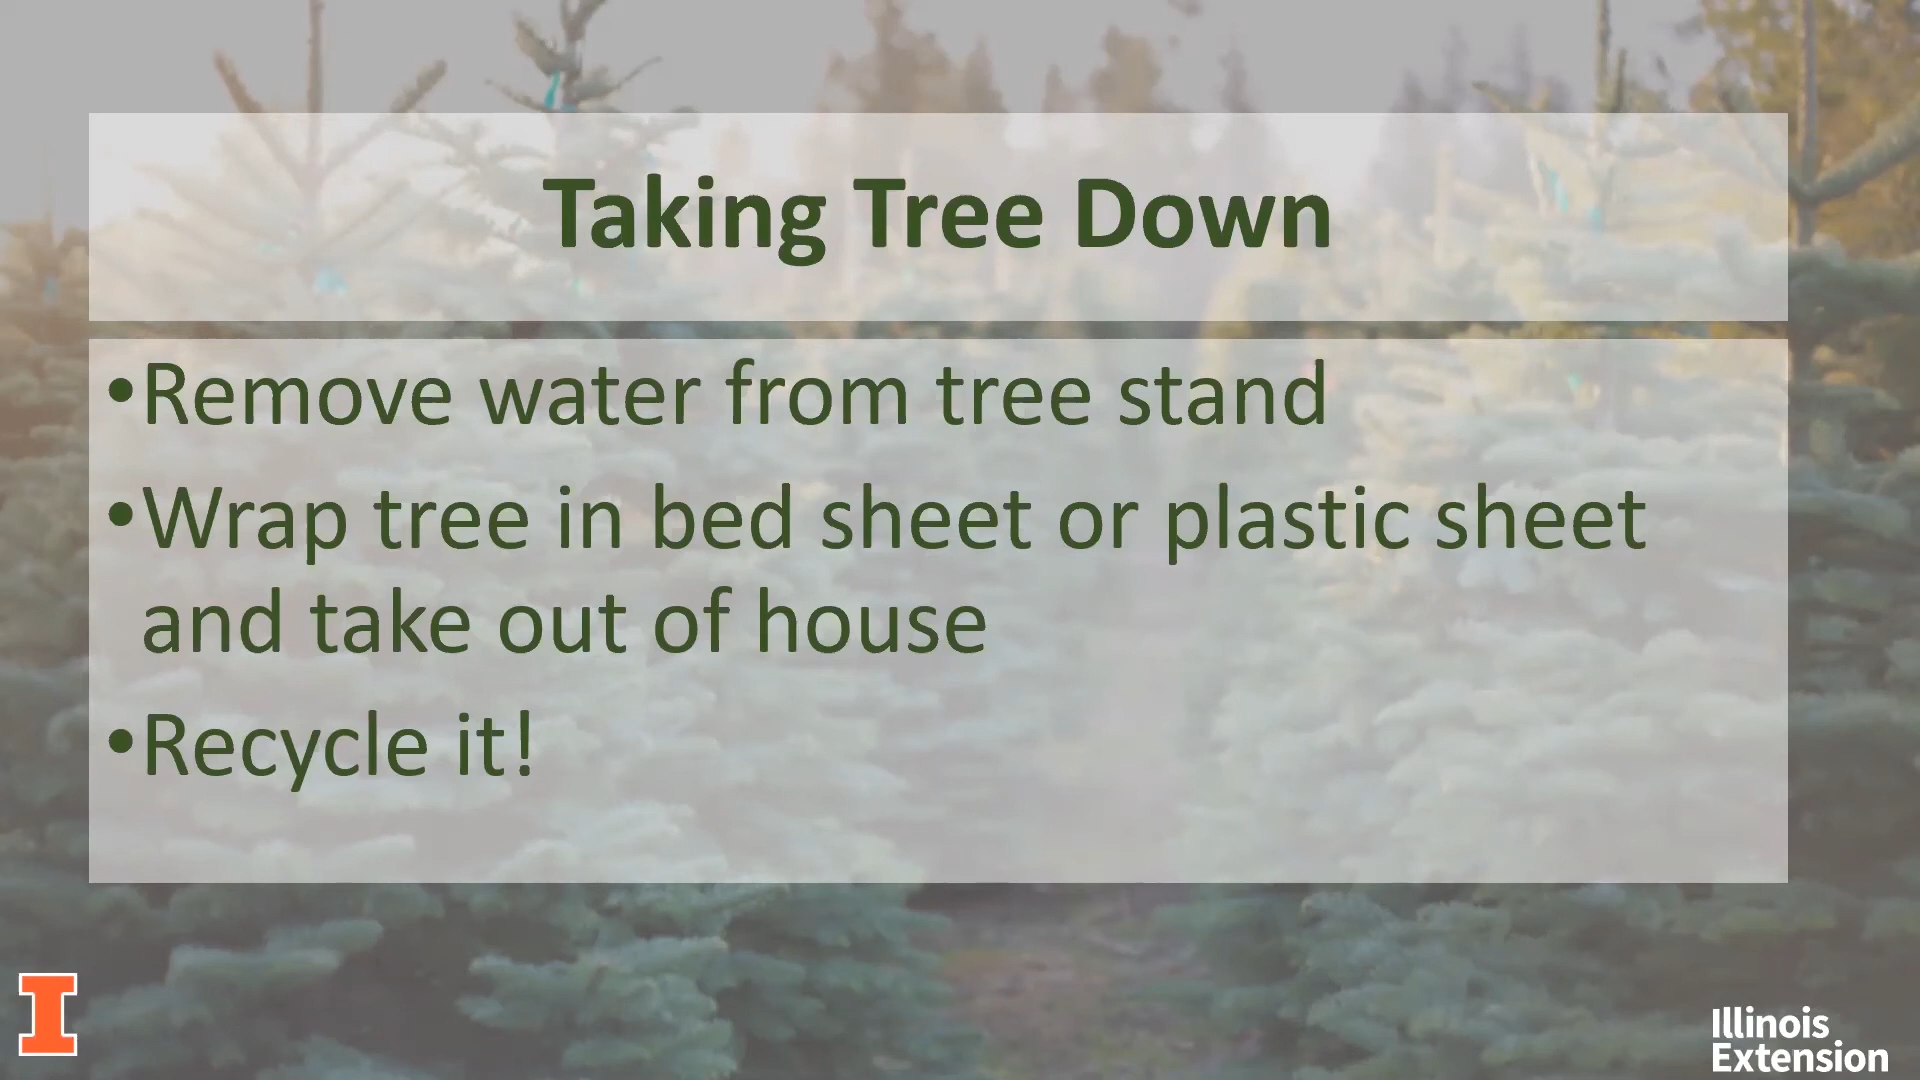 Taking Tree Down
•Remove water from tree stand
•Wrap tree in bed sheet or plastic sheet
and take out of house
•Recycle it!
I
Illinois
Extension